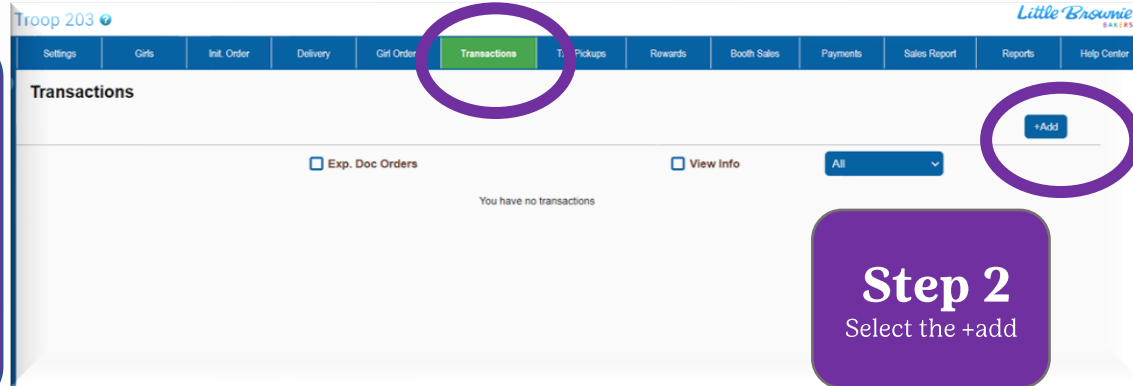 Troop 203
Little Brownie
BAKERS
Settings Girls Init. Order Delivery Girl Order Transactions Pickups Rewards Booth Sales Payments Sales Report Reports Help Center
Transactions
+Add
Exp. Doc Orders View Info All
You have no transactions
Step 2
Select the +add